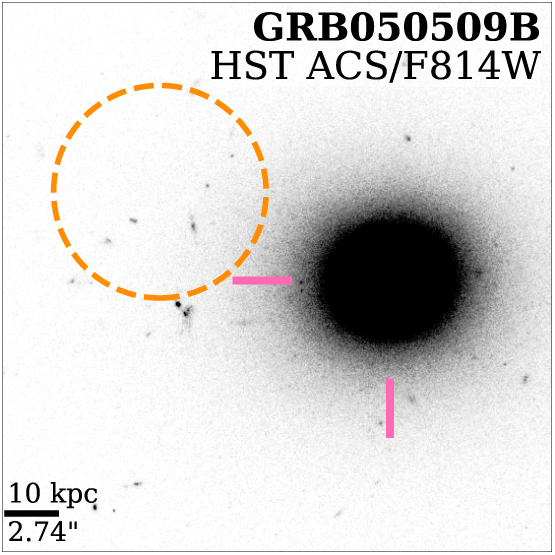 GRB050509B
HST ACS/F814W
10 kpc
2.74"